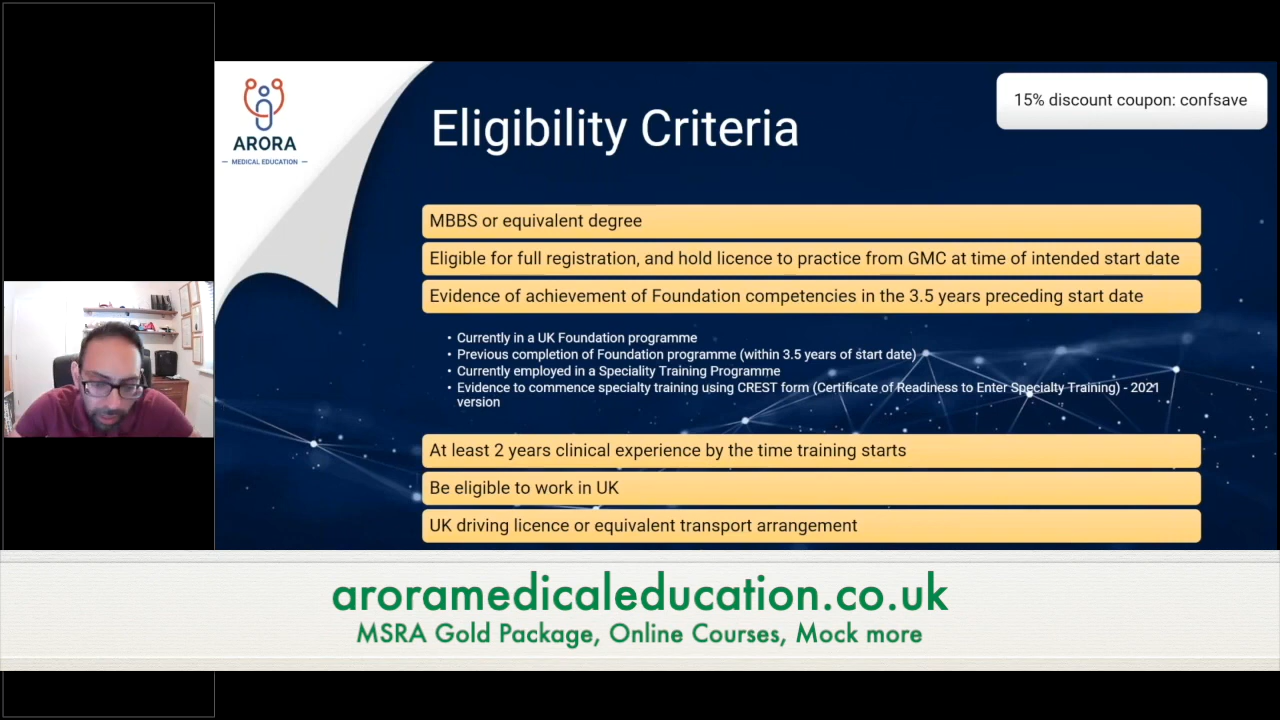 ARORA
MEDICAL EDUCATION
Eligibility Criteria
15% discount coupon: confsave
MBBS or equivalent degree
Eligible for full registration, and hold licence to practice from GMC at time of intended start date
Evidence of achievement of Foundation competencies in the 3.5 years preceding start date
• Currently in a UK Foundation programme
• Previous completion of Foundation programme (within 3.5 years of start date)
• Currently employed in a Speciality Training Programme
• Evidence to commence specialty training using CREST form (Certificate of Readiness to Enter Specialty Training) - 2021
version
At least 2 years clinical experience by the time training starts
Be eligible to work in UK
UK driving licence or equivalent transport arrangement
aroramedicaleducation.co.uk
MSRA Gold Package, Online Courses, Mock more